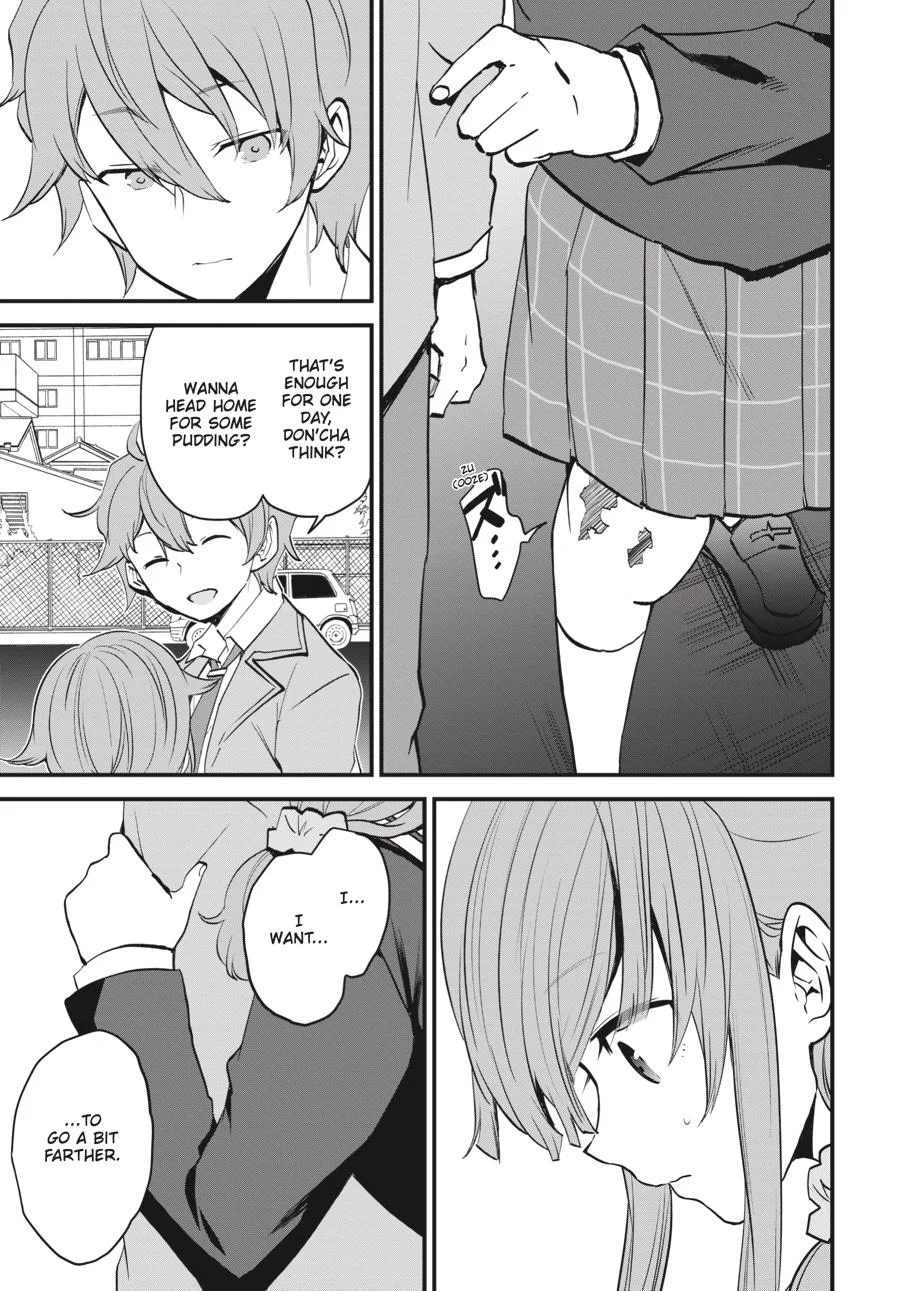 ZU
(OOZE)
ズ
THAT'S
ENOUGH
FOR ONE
DAY,
DON'CHA
THINK?
WANNA
HEAD HOME
FOR SOME
PUDDING?
I...
I
WANT...
...TO
GO A BIT
FARTHER.